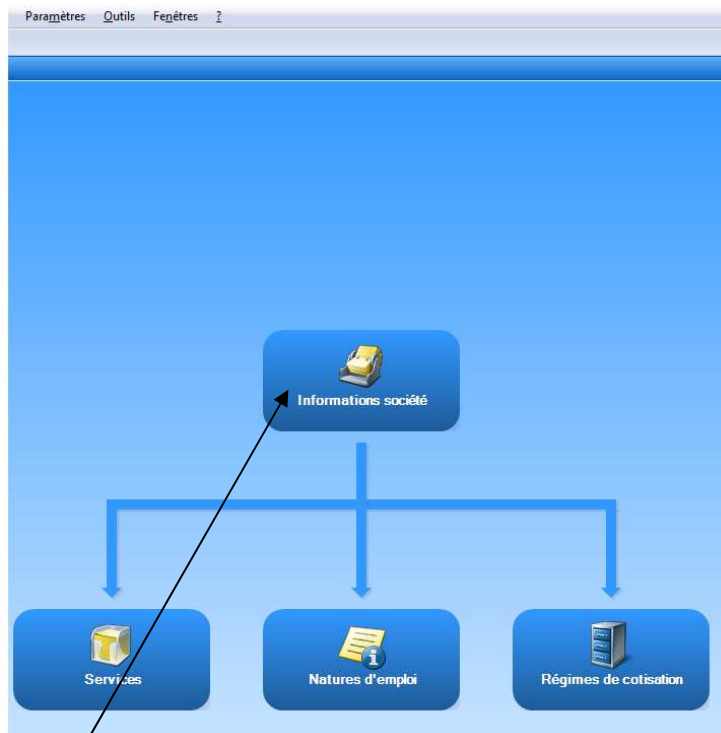 Paramètres Outils Fenêtres ?
Informations société
Services Natures d'emploi Régimes de cotisation